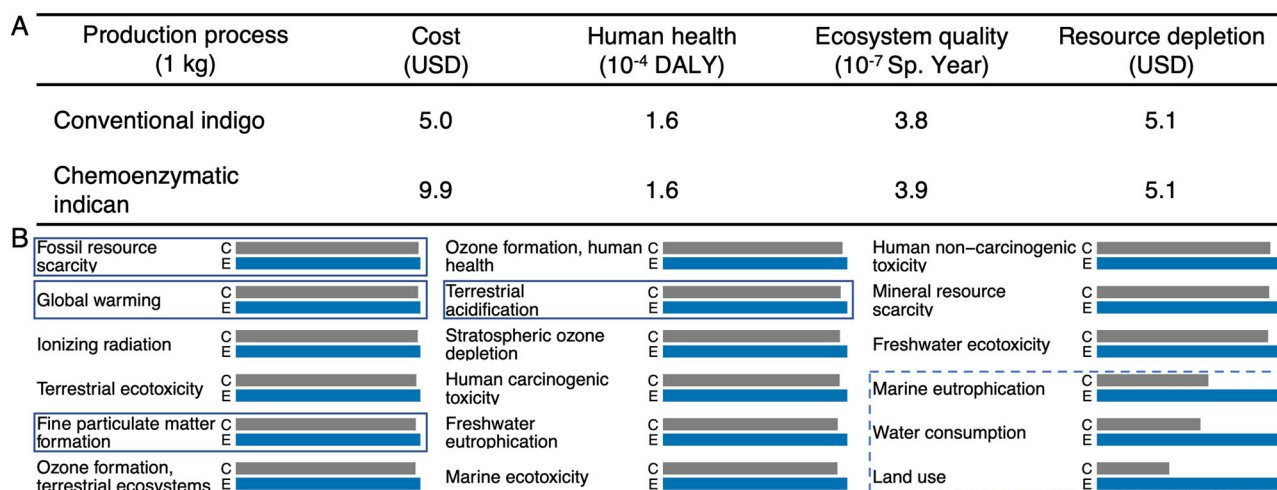 A
Production process Cost Human health Ecosystem quality Resource depletion
(1 kg) (USD) (10-4 DALY) (10-7 Sp. Year) (USD)
Conventional indigo 5.0 1.6 3.8 5.1
Chemoenzymatic
indican 9.9 1.6 3.9 5.1
B
Fossil resource
scarcity
C
E
Global warming
C
E
Ionizing radiation
C
E
Terrestrial ecotoxicity
C
E
Fine particulate matter
formation
C
E
Ozone formation,
terrestrial ecosystems
C
E
Ozone formation, human
health
C
E
Terrestrial
acidification
C
E
Stratospheric ozone
depletion
C
E
Human carcinogenic
toxicity
C
E
Freshwater
eutrophication
C
E
Marine ecotoxicity
C
E
Human non–carcinogenic
toxicity
C
E
Mineral resource
scarcity
C
E
Freshwater ecotoxicity
C
E
Marine eutrophication
C
E
Water consumption
C
E
Land use
C
E